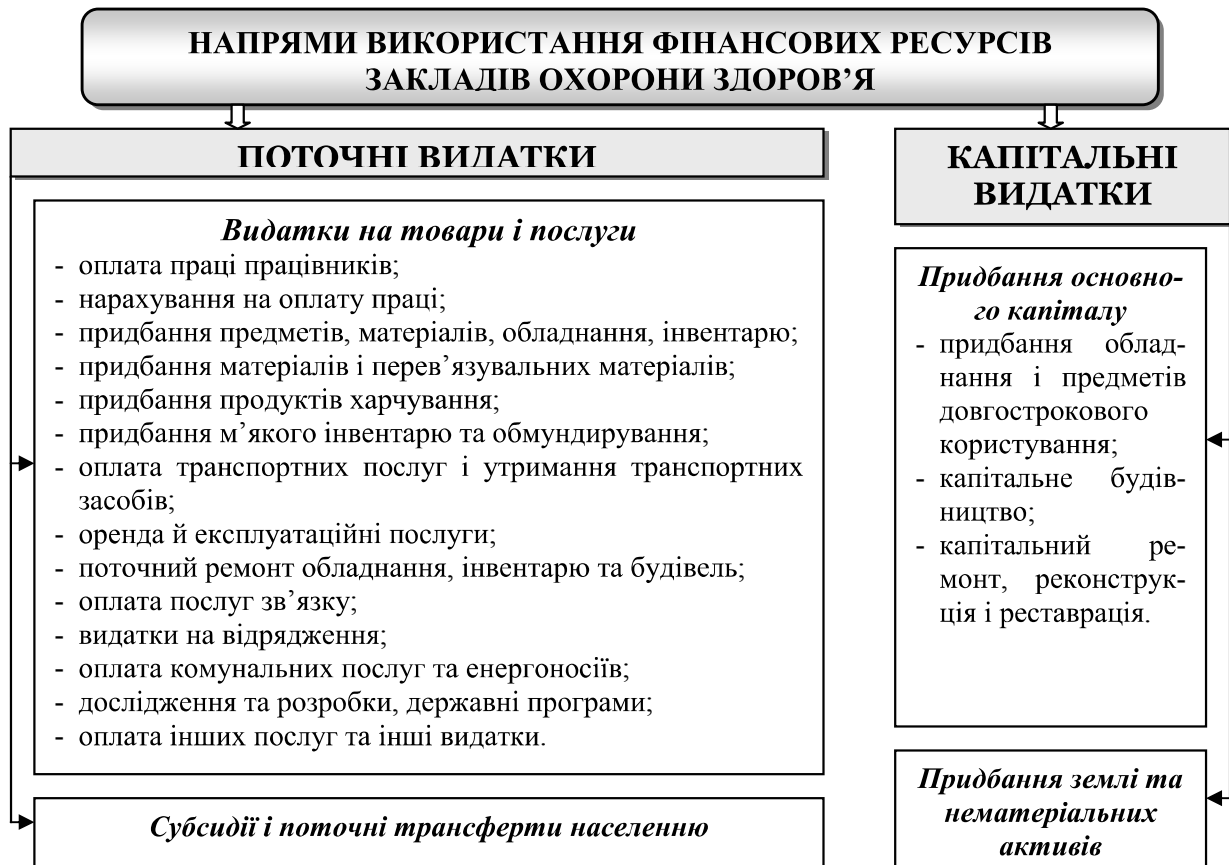 НАПРЯМИ ВИКОРИСТАННЯ ФІНАНСОВИХ РЕСУРСІВ
ЗАКЛАДІВ ОХОРОНИ ЗДОРОВ’Я
ПОТОЧНІ ВИДАТКИ
Видатки на товари і послуги
- оплата праці працівників;
- нарахування на оплату праці;
- придбання предметів, матеріалів, обладнання, інвентарю;
- придбання матеріалів і перев’язувальних матеріалів;
- придбання продуктів харчування;
- придбання м’якого інвентарю та обмундирування;
- оплата транспортних послуг і утримання транспортних
засобів;
- оренда й експлуатаційні послуги;
- поточний ремонт обладнання, інвентарю та будівель;
- оплата послуг зв’язку;
- видатки на відрядження;
- оплата комунальних послуг та енергоносіїв;
- дослідження та розробки, державні програми;
- оплата інших послуг та інші видатки.
Субсидії і поточні трансферти населенню
КАПІТАЛЬНІ
ВИДАТКИ
Придбання основно-
го капіталу
- придбання облад-
нання і предметів
довгострокового
користування;
- капітальне будів-
ництво;
- капітальний ре-
монт, реконструк-
ція і реставрація.
Придбання землі та
нематеріальних
активів